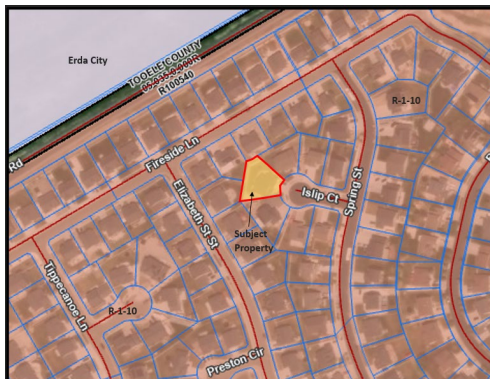 Erda City
TOOELE COUNTY
R100540
R-1-10
Rd
Fireside Ln
Islip Ct
Elizabeth St St
Spring St
Subject
Property
Tippecanoe Ln
R-1-10
Preston Cir